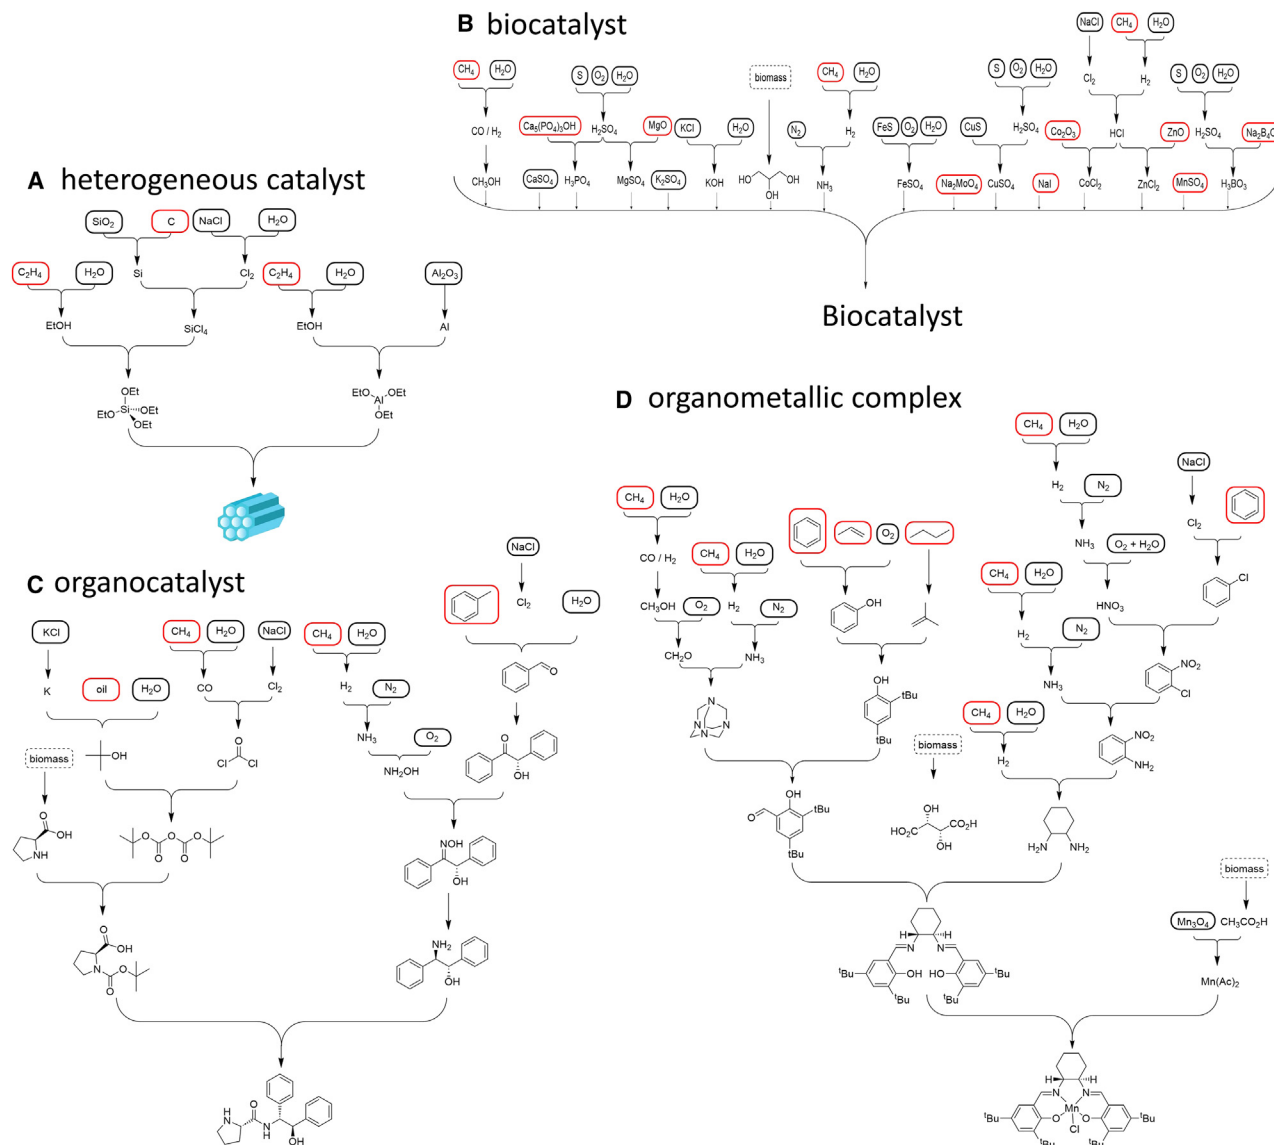 B biocatalyst
NaCl CH₄ H₂O
CH₄ H₂O S O₂ H₂O biomass CH₄ H₂O S O₂ H₂O Cl₂ H₂ S O₂ H₂O
CO / H₂ Ca₅(PO₄)₃OH H₂SO₄ MgO KCl H₂O N₂ H₂ FeS O₂ H₂O CuS H₂SO₄ Co₂O₃ HCl ZnO H₂SO₄
CH₃OH CaSO₄ H₃PO₄ MgSO₄ K₂SO₄ KOH HO OH OH NH₃ FeSO₄ Na₂MoO₄ CuSO₄ NaI CoCl₂ ZnCl₂ MnSO₄ H₃BO₃
Biocatalyst
A heterogeneous catalyst
SiO₂ C NaCl H₂O
C₂H₄ H₂O Si Cl₂ C₂H₄ H₂O Al₂O₃
EtOH SiCl₄ EtOH Al
OEt
EtO Si OEt OEt EtO Al OEt OEt
C organocatalyst
NaCl
KCl CH₄ H₂O NaCl CH₄ H₂O Cl₂ H₂O
K oil H₂O CO Cl₂ H₂ N₂ O
NH₃ O₂
biomass OH O Cl Cl NH₂OH O OH
O OH NH O O O O O NOH OH
O OH N O O NH₂ OH
NH O N H OH
D organometallic complex
CH₄ H₂O
NaCl
CH₄ H₂O H₂ N₂
CO / H₂ CH₄ H₂O O₂ NH₃ O₂ + H₂O Cl₂
CH₃OH O₂ H₂ N₂ OH CH₄ H₂O HNO₃ Cl
CH₂O NH₃ H₂ N₂
N N N N OH tBu tBu NH₃ NO₂ Cl
biomass CH₄ H₂O
H₂ NO₂ NH₂
OH O tBu tBu OH HO₂C CO₂H OH H₂N NH₂
biomass
Mn₃O₄ CH₃CO₂H
H H
N N
ᵗBu OH HO ᵗBu
ᵗBu ᵗBu
Mn(Ac)₂
H H
N N
Mn
ᵗBu O Cl O ᵗBu
ᵗBu ᵗBu